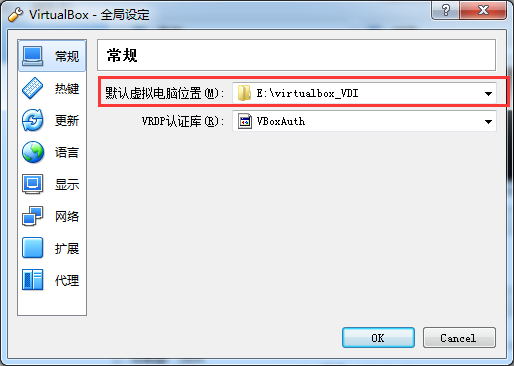 VirtualBox - 全局设定
常规
热键
更新
语言
显示
网络
扩展
代理
常规
默认虚拟电脑位置(M): E:\virtualbox_VDI
VRDP认证库(R): VBoxAuth
OK Cancel